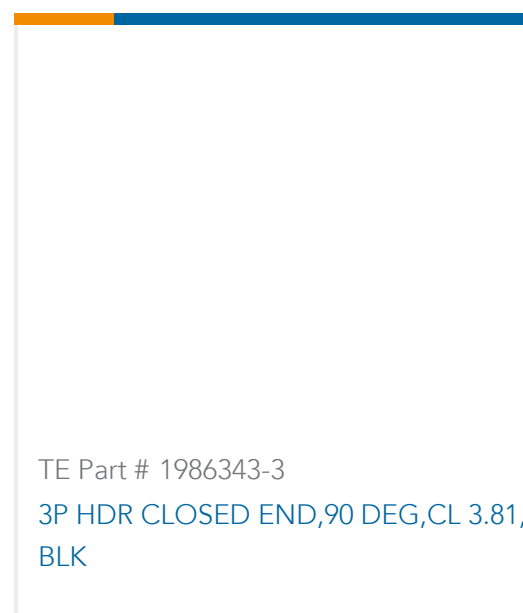 TE Part # 1986343-3
3P HDR CLOSED END,90 DEG,CL 3.81,
BLK